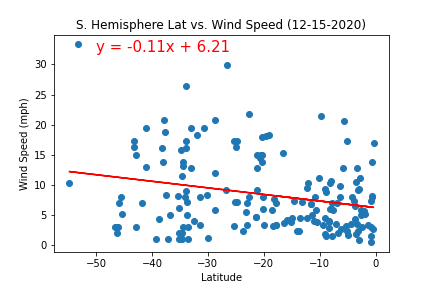 S. Hemisphere Lat vs. Wind Speed (12-15-2020)
y = -0.11x + 6.21
30
25
20
15
10
5
0
Wind Speed (mph)
−50 −40 −30 −20 −10 0
Latitude